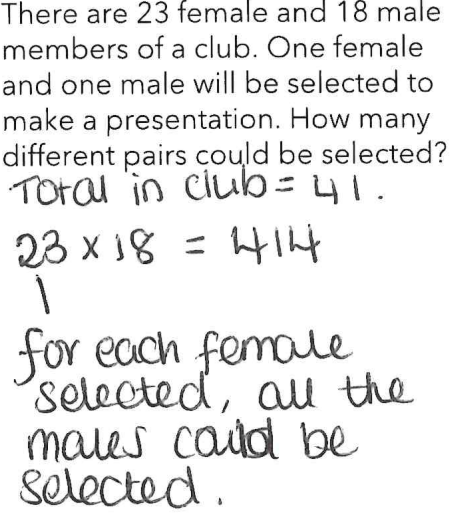 There are 23 female and 18 male
members of a club. One female
and one male will be selected to
make a presentation. How many
different pairs could be selected?
Total in club = 41.
23 x 18 = 414
for each female
selected, all the
males could be
selected.